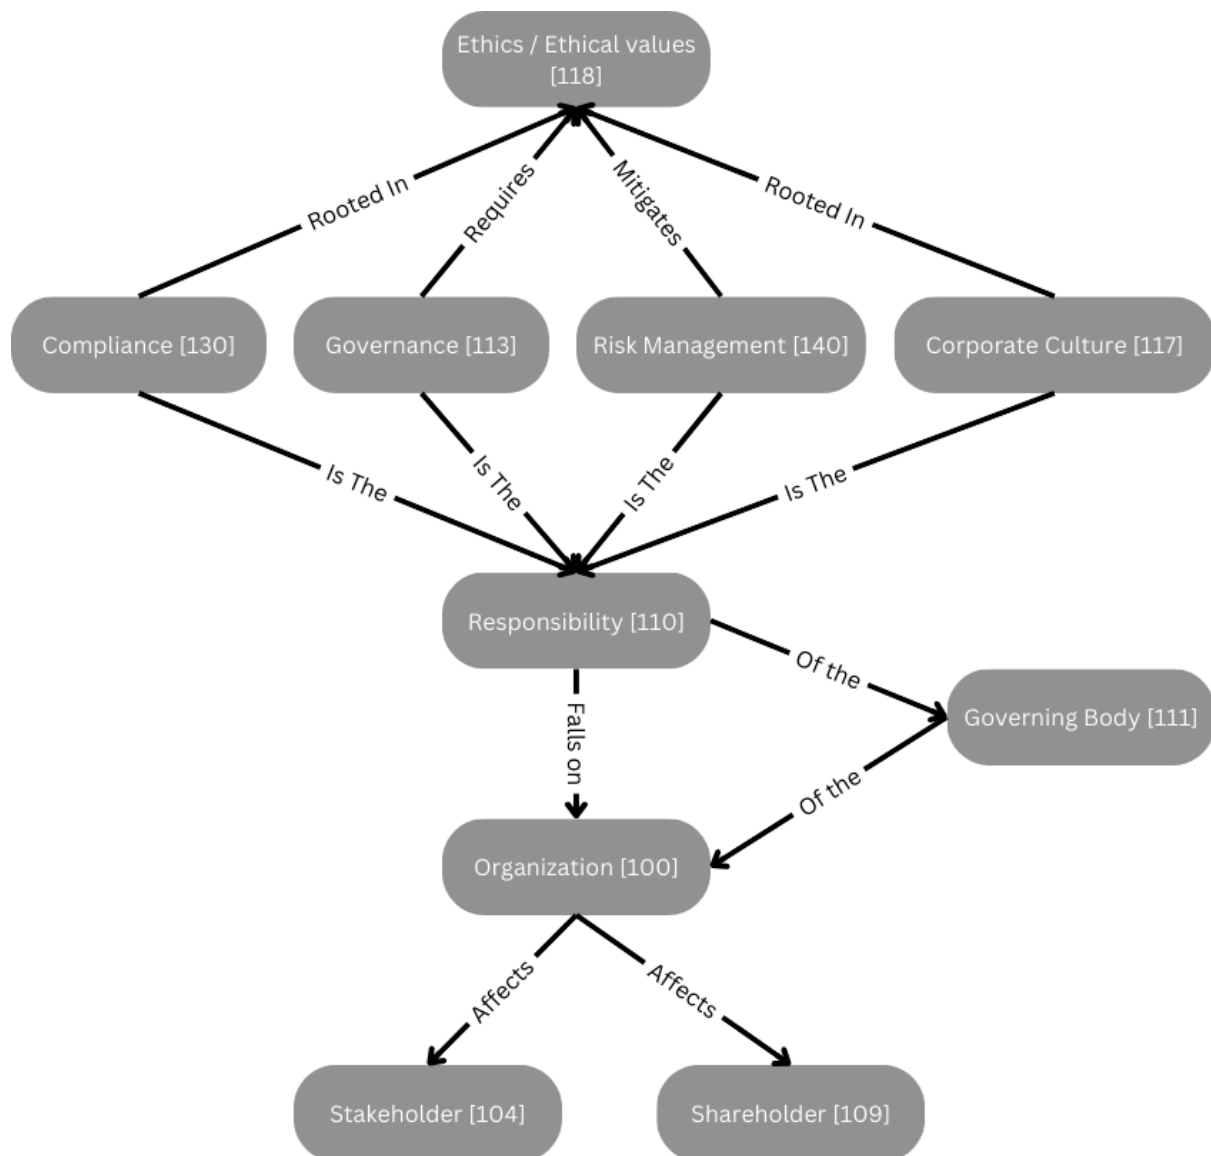 Ethics / Ethical values
[118]
Rooted In
Requires
Mitigates
Rooted In
Compliance [130]
Governance [113]
Risk Management [140]
Corporate Culture [117]
Is The
Is The
Is The
Is The
Responsibility [110]
Of the
Falls on
Governing Body [111]
Of the
Organization [100]
Affects
Affects
Stakeholder [104]
Shareholder [109]